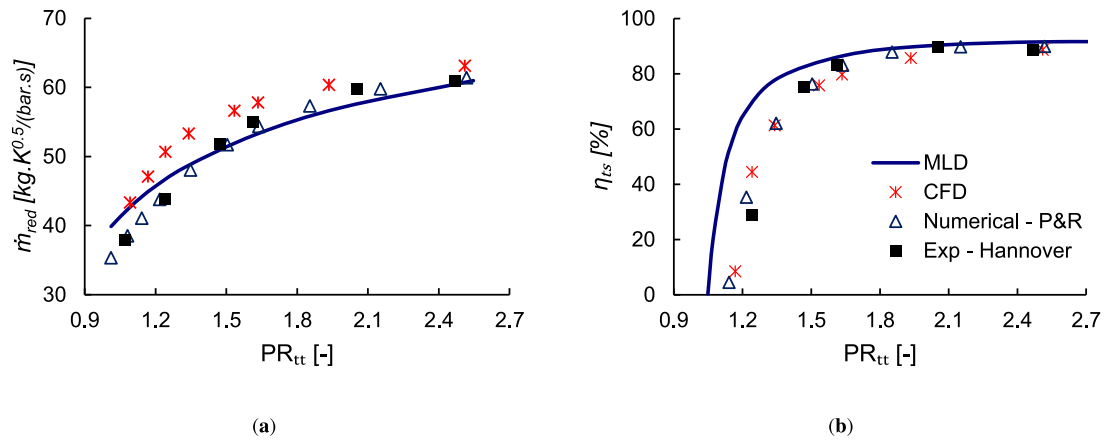 ṁred [kg.K0.5/(bar.s)]
70
60
50
40
30
0.9 1.2 1.5 1.8 2.1 2.4 2.7
PRtt [-]
(a)
ηts [%]
100
80
60
40
20
0
0.9 1.2 1.5 1.8 2.1 2.4 2.7
PRtt [-]
MLD
CFD
Numerical - P&R
Exp - Hannover
(b)